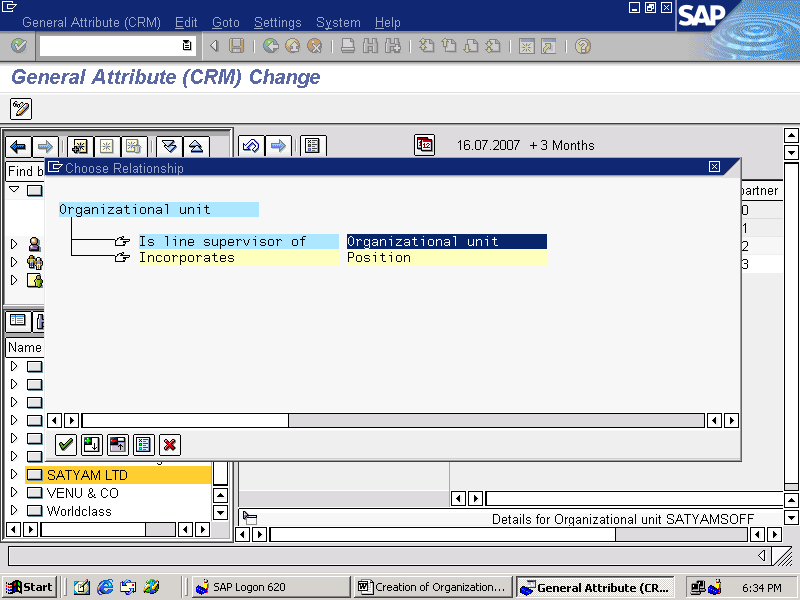 General Attribute (CRM) Edit Goto Settings System Help
SAP
General Attribute (CRM) Change
16.07.2007 + 3 Months
Find b
Choose Relationship
partner
Organizational unit
0
1
Is line supervisor of Organizational unit
2
Incorporates Position
3
Name
SATYAM LTD
VENU & CO
Worldclass
Details for Organizational unit SATYAMSOFF
Start SAP Logon 620 Creation of Organization... General Attribute (CR... 6:34 PM